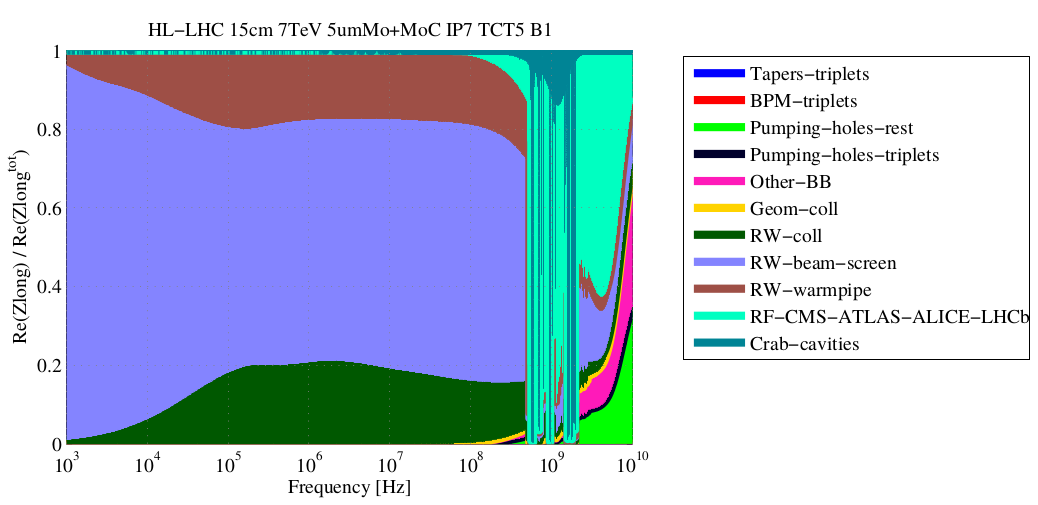 HL−LHC 15cm 7TeV 5umMo+MoC IP7 TCT5 B1
Re(Zlong) / Re(Zlong^tot)
1
0.8
0.6
0.4
0.2
0
10^3 10^4 10^5 10^6 10^7 10^8 10^9 10^10
Frequency [Hz]
Tapers−triplets
BPM−triplets
Pumping−holes−rest
Pumping−holes−triplets
Other−BB
Geom−coll
RW−coll
RW−beam−screen
RW−warmpipe
RF−CMS−ATLAS−ALICE−LHCb
Crab−cavities